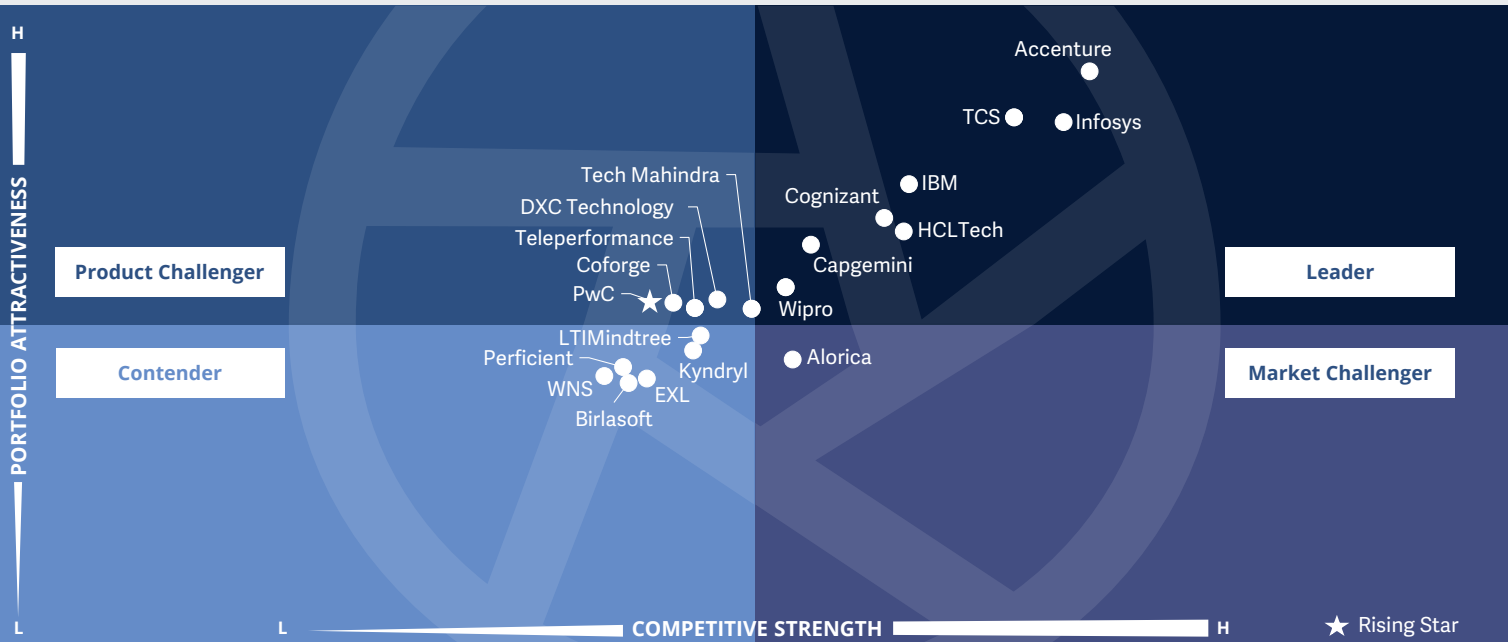 H
Accenture
TCS
Infosys
Tech Mahindra
IBM
Cognizant
DXC Technology
HCLTech
Teleperformance
Coforge
Capgemini
Product Challenger
Leader
PwC
Wipro
PORTFOLIO ATTRACTIVENESS
LTIMindtree
Perficient
Alorica
Kyndryl
Contender
Market Challenger
WNS
EXL
Birlasoft
L
L
COMPETITIVE STRENGTH
H
Rising Star